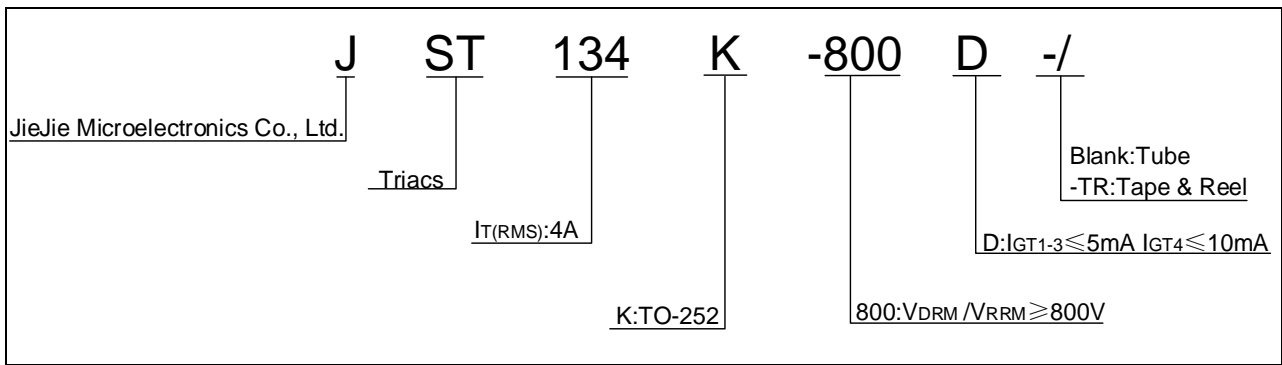 J ST 134 K -800 D -/
JieJie Microelectronics Co., Ltd.
Blank:Tube
-TR:Tape & Reel
Triacs
IT(RMS):4A
D:IGT1-3≤5mA IGT4≤10mA
K:TO-252
800:VDRM /VRRM≥800V